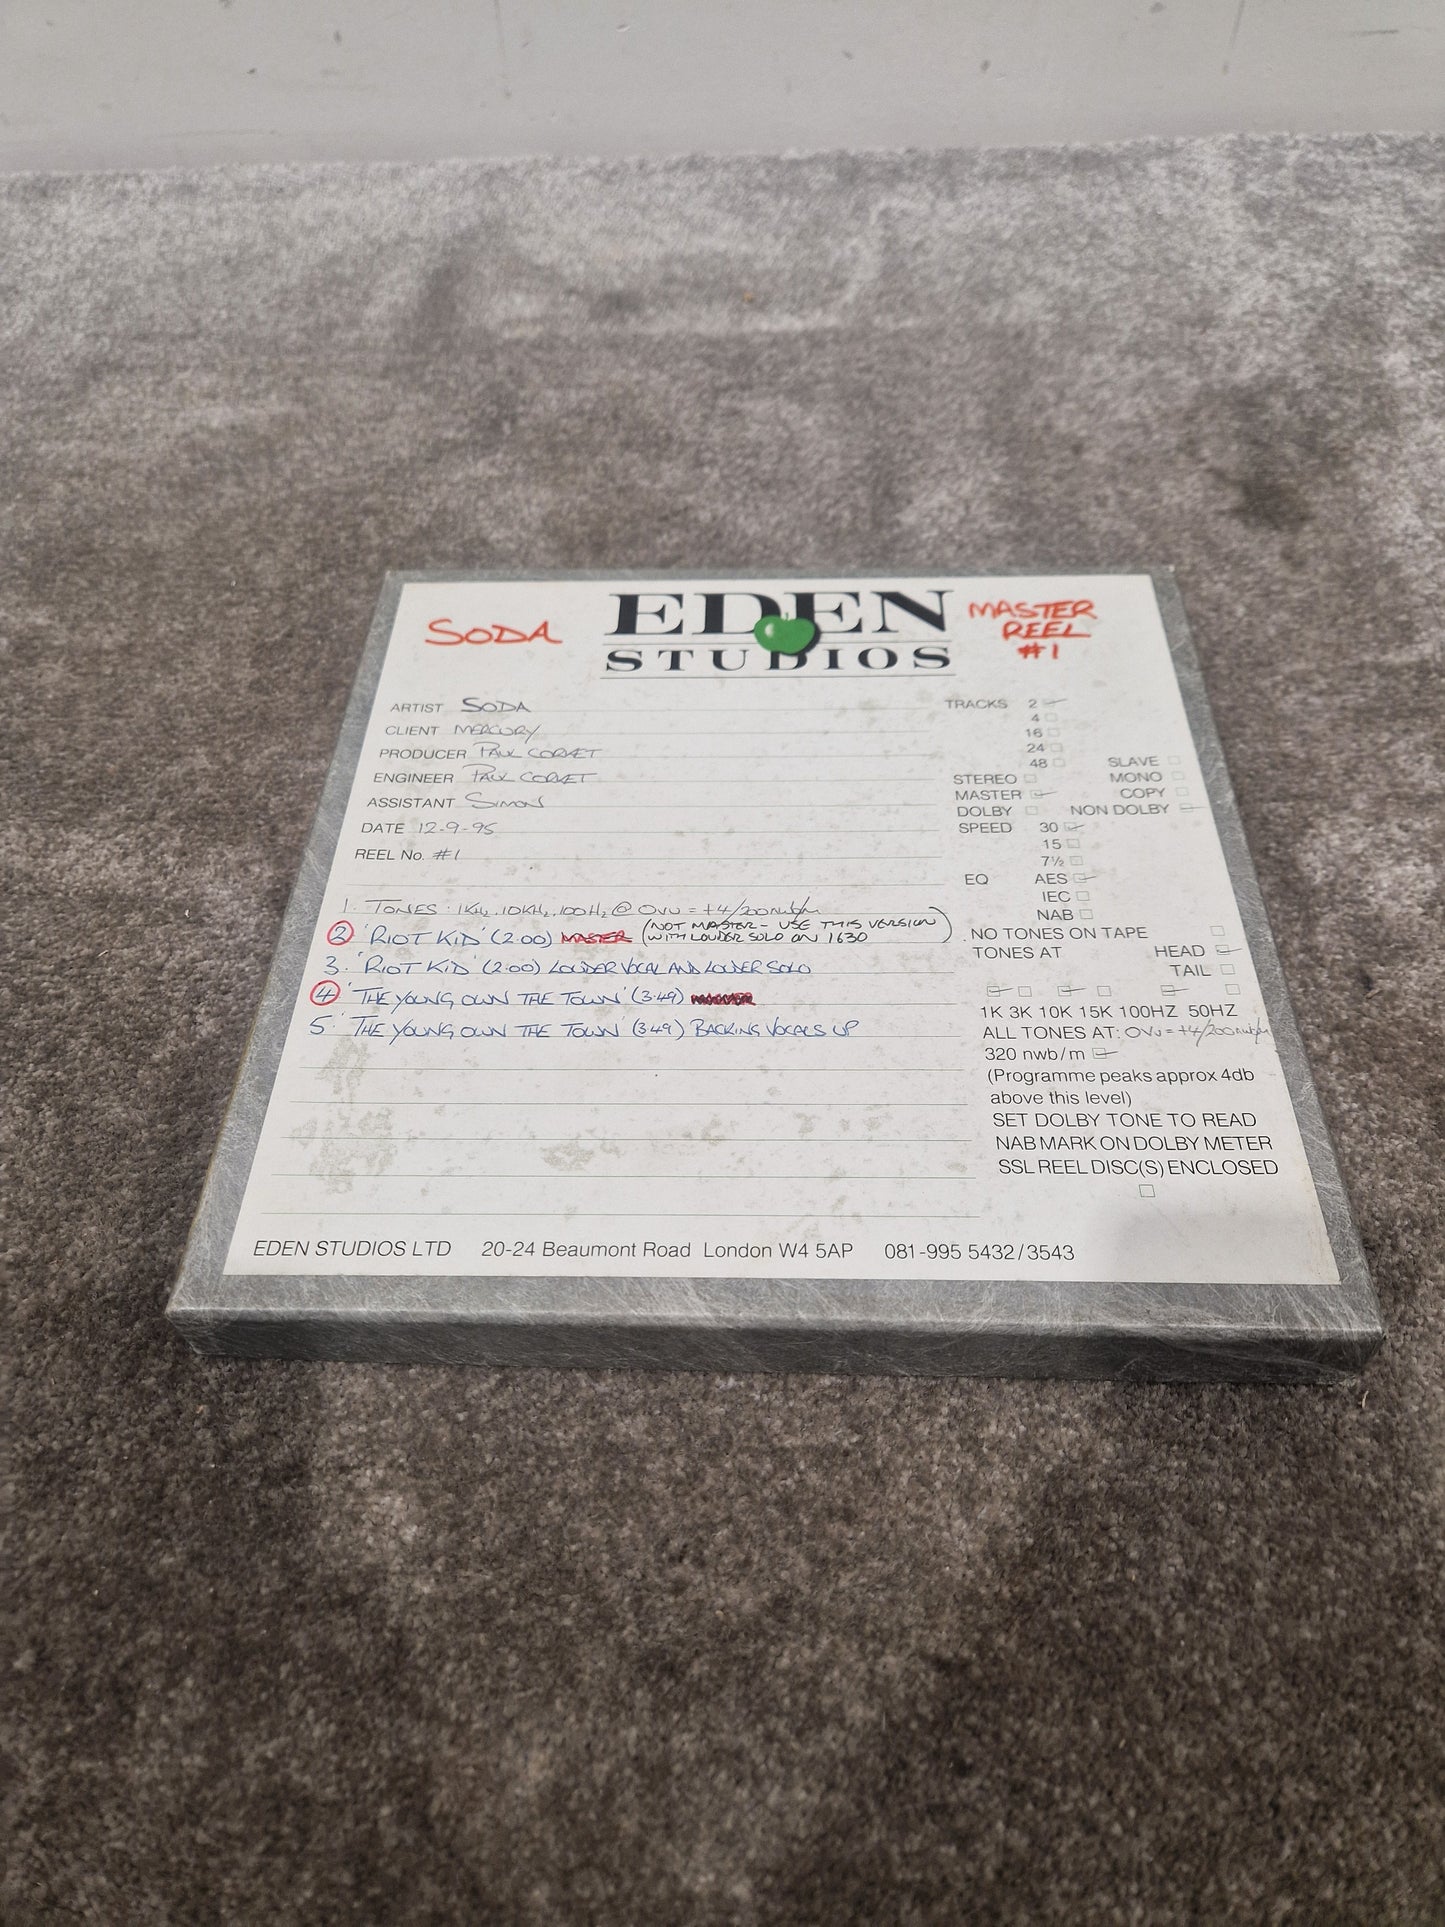 SODA
EDEN
STUDIOS
MASTER
REEL
#1
ARTIST SODA
CLIENT MERCURY
PRODUCER PAUL CORKET
ENGINEER PAUL CORKET
ASSISTANT SIMON
DATE 12-9-95
REEL No. #1
1. TONES: 1KHz, 10KHz, 100Hz @ 0VU = +4/200nwb/m
2 'RIOT KID' (2:00) MASTER (NOT MASTER - USE THIS VERSION
WITH LOUDER SOLO ON 1630)
3. 'RIOT KID' (2:00) LOUDER VOCAL AND LOUDER SOLO
4 'THE YOUNG OWN THE TOWN' (3:49) MASTER
5. 'THE YOUNG OWN THE TOWN' (3:49) BACKING VOCALS UP
TRACKS 2
4
16
24
48 SLAVE
STEREO MONO
MASTER COPY
DOLBY NON DOLBY
SPEED 30
15
7½
EQ AES
IEC
NAB
NO TONES ON TAPE
TONES AT HEAD
TAIL
1K 3K 10K 15K 100HZ 50HZ
ALL TONES AT: 0VU = +4/200nwb/m
320 nwb/m
(Programme peaks approx 4db
above this level)
SET DOLBY TONE TO READ
NAB MARK ON DOLBY METER
SSL REEL DISC(S) ENCLOSED
EDEN STUDIOS LTD 20-24 Beaumont Road London W4 5AP 081-995 5432/3543